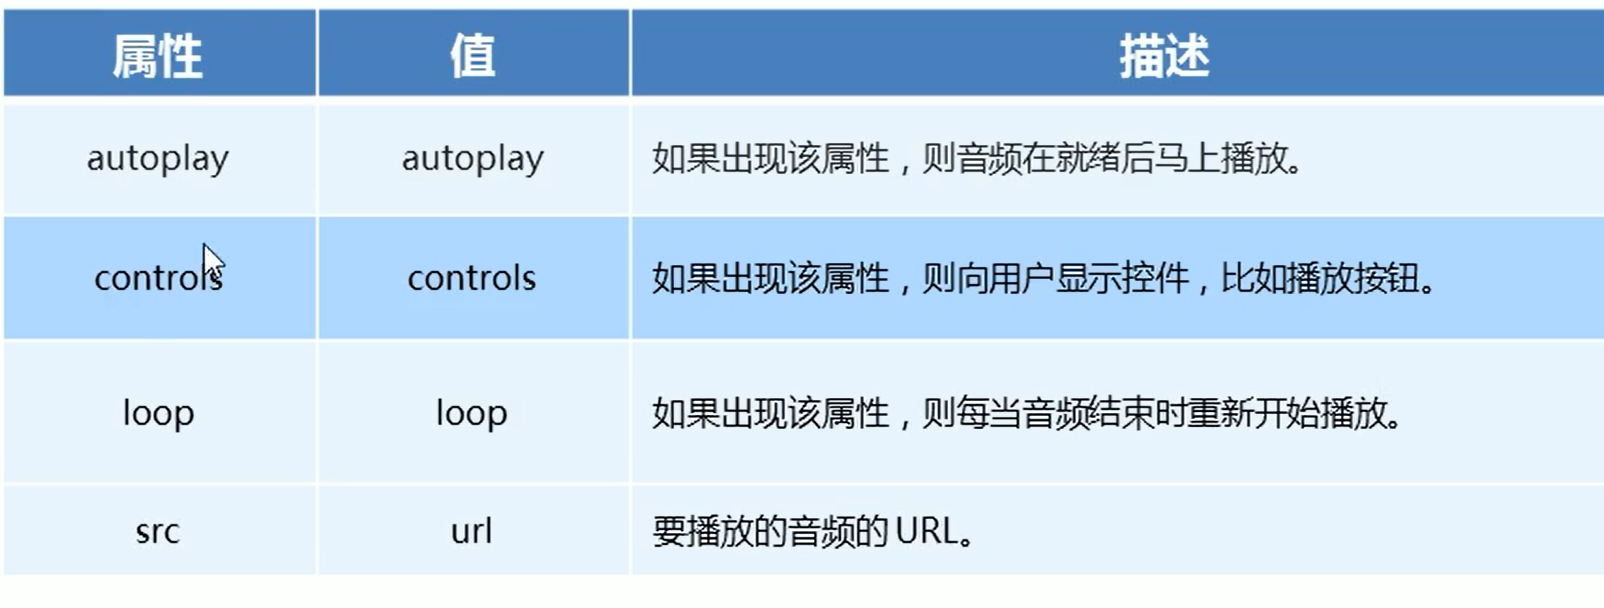 属性 值 描述
autoplay autoplay 如果出现该属性，则音频在就绪后马上播放。
controls controls 如果出现该属性，则向用户显示控件，比如播放按钮。
loop loop 如果出现该属性，则每当音频结束时重新开始播放。
src url 要播放的音频的 URL。